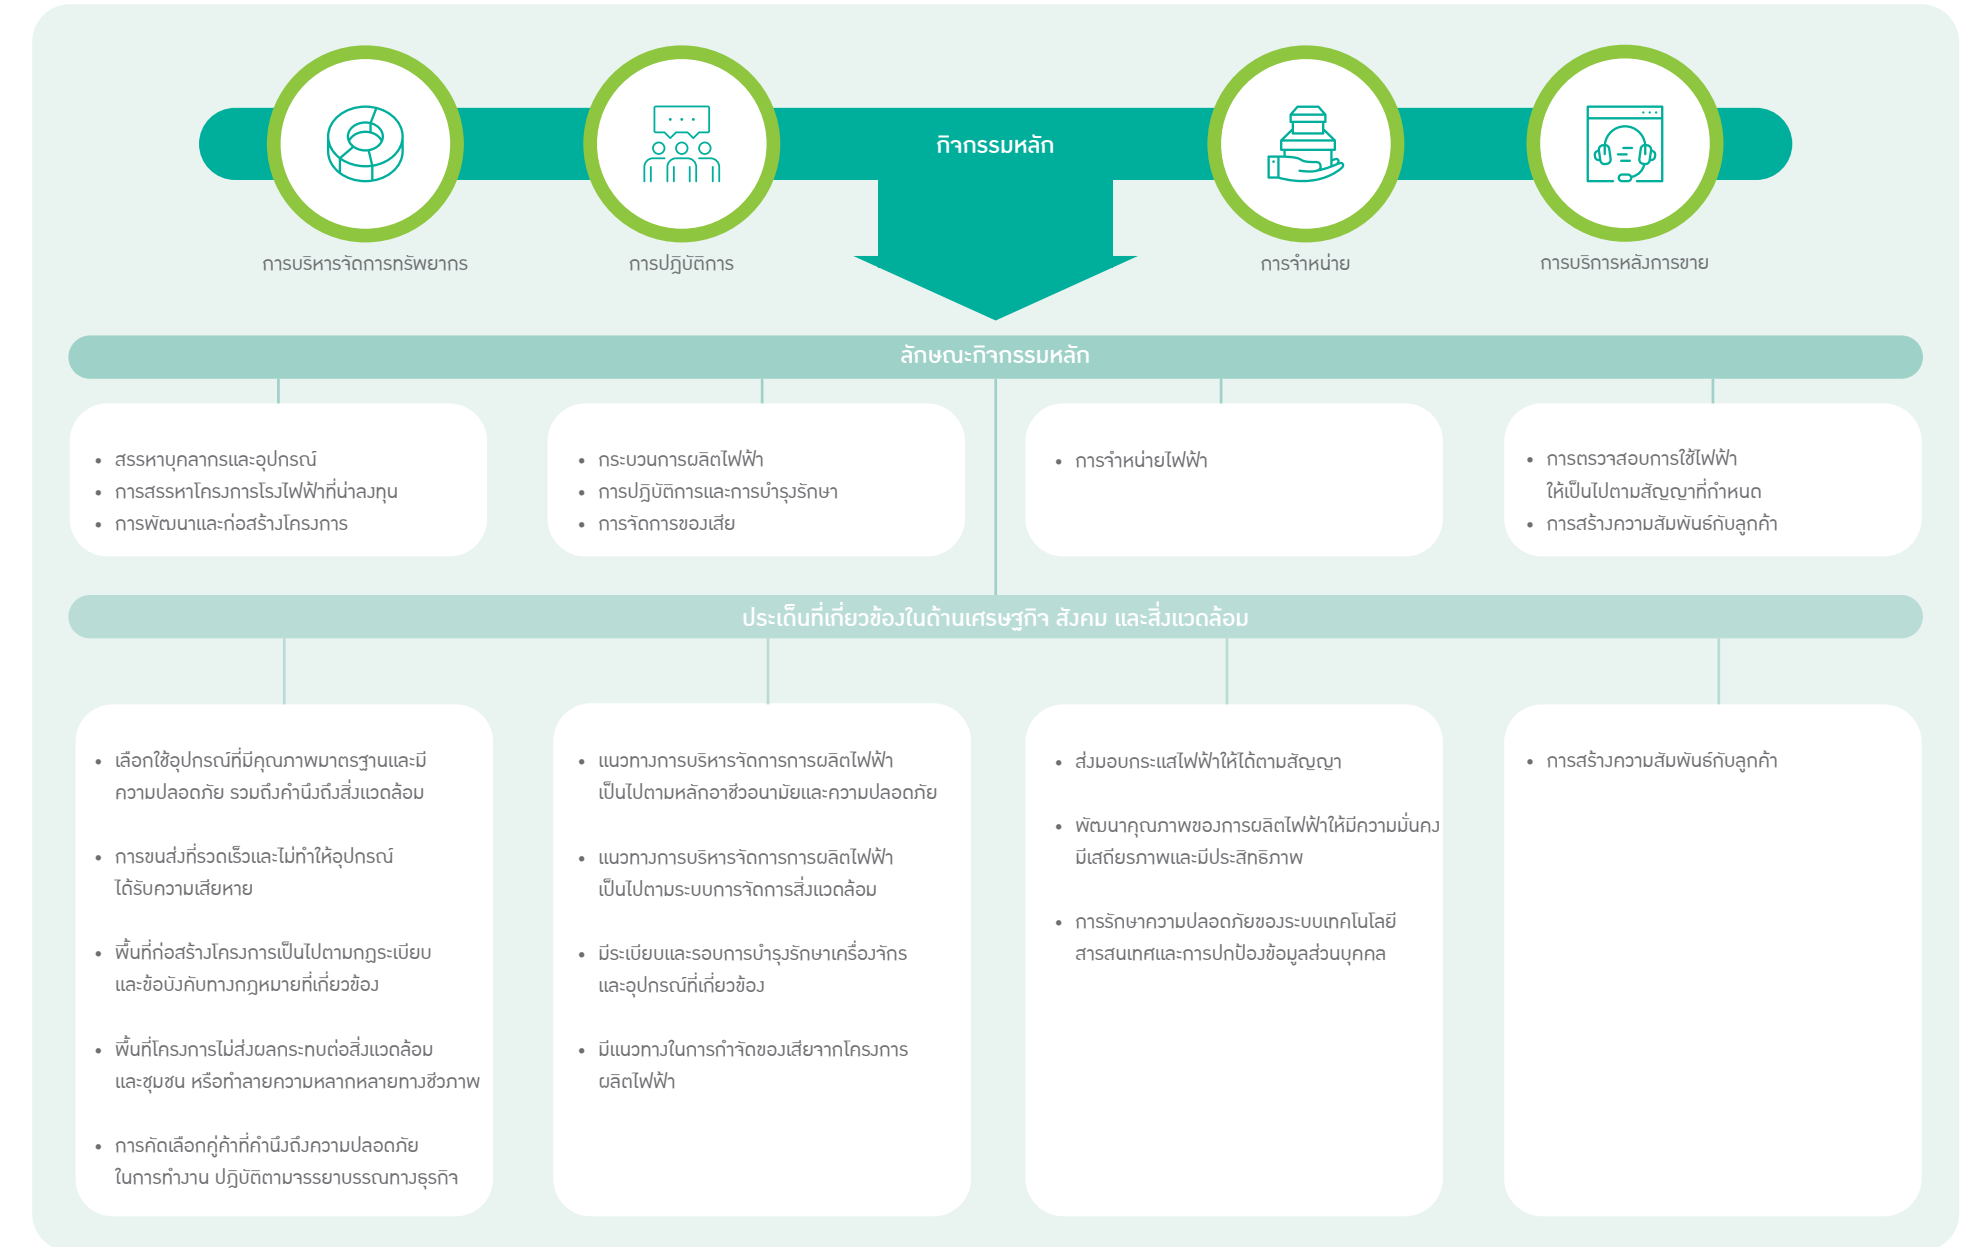 กิจกรรมหลัก
การบริหารจัดการทรัพยากร
การปฏิบัติการ
การจำหน่าย
การบริการหลังการขาย
ลักษณะกิจกรรมหลัก
• สรรหาบุคลากรและอุปกรณ์
• การสรรหาโครงการโรงไฟฟ้าที่น่าลงทุน
• การพัฒนาและก่อสร้างโครงการ
• กระบวนการผลิตไฟฟ้า
• การปฏิบัติการและการบำรุงรักษา
• การจัดการของเสีย
• การจำหน่ายไฟฟ้า
• การตรวจสอบการใช้ไฟฟ้า
ให้เป็นไปตามสัญญาที่กำหนด
• การสร้างความสัมพันธ์กับลูกค้า
ประเด็นที่เกี่ยวข้องในด้านเศรษฐกิจ สังคม และสิ่งแวดล้อม
• เลือกใช้อุปกรณ์ที่มีคุณภาพมาตรฐานและมี
ความปลอดภัย รวมถึงคำนึงถึงสิ่งแวดล้อม
• การขนส่งที่รวดเร็วและไม่ทำให้อุปกรณ์
ได้รับความเสียหาย
• พื้นที่ก่อสร้างโครงการเป็นไปตามกฎระเบียบ
และข้อบังคับทางกฎหมายที่เกี่ยวข้อง
• พื้นที่โครงการไม่ส่งผลกระทบต่อสิ่งแวดล้อม
และชุมชน หรือทำลายความหลากหลายทางชีวภาพ
• การคัดเลือกคู่ค้าที่คำนึงถึงความปลอดภัย
ในการทำงาน ปฏิบัติตามจรรยาบรรณทางธุรกิจ
• แนวทางการบริหารจัดการการผลิตไฟฟ้า
เป็นไปตามหลักอาชีวอนามัยและความปลอดภัย
• แนวทางการบริหารจัดการการผลิตไฟฟ้า
เป็นไปตามระบบการจัดการสิ่งแวดล้อม
• มีระเบียบและรอบการบำรุงรักษาเครื่องจักร
และอุปกรณ์ที่เกี่ยวข้อง
• มีแนวทางในการกำจัดของเสียจากโครงการ
ผลิตไฟฟ้า
• ส่งมอบกระแสไฟฟ้าให้ได้ตามสัญญา
• พัฒนาคุณภาพของการผลิตไฟฟ้าให้มีความมั่นคง
มีเสถียรภาพและมีประสิทธิภาพ
• การรักษาความปลอดภัยของระบบเทคโนโลยี
สารสนเทศและการปกป้องข้อมูลส่วนบุคคล
• การสร้างความสัมพันธ์กับลูกค้า